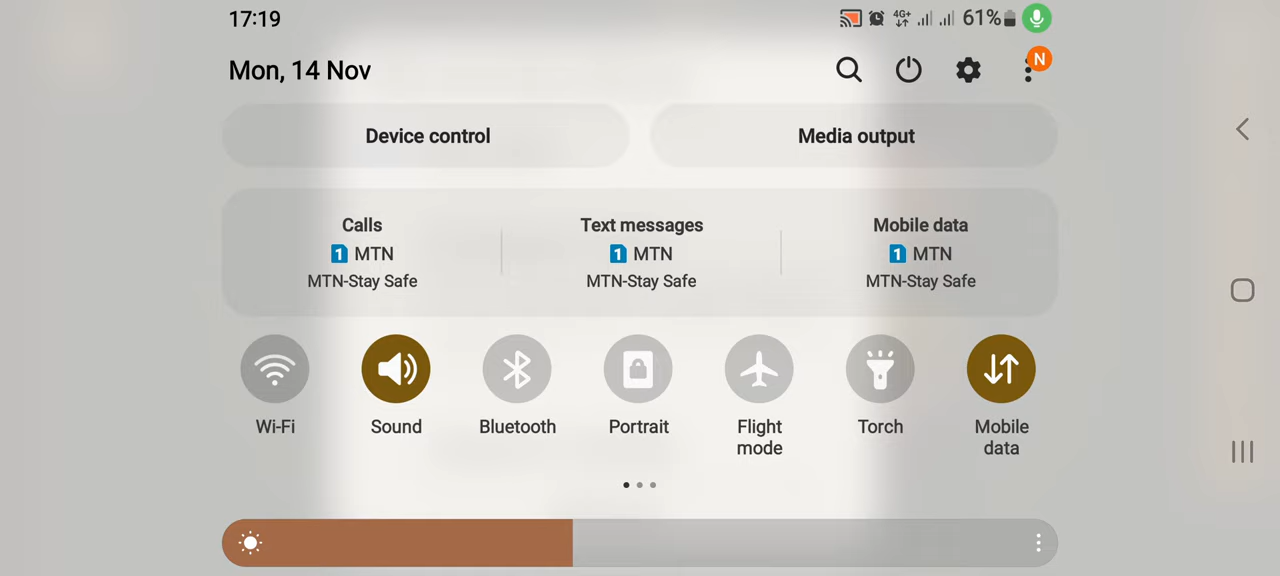 17:19
4G+ 61%
Mon, 14 Nov
N
Device control
Media output
Calls
1 MTN
MTN-Stay Safe
Text messages
1 MTN
MTN-Stay Safe
Mobile data
1 MTN
MTN-Stay Safe
Wi-Fi
Sound
Bluetooth
Portrait
Flight
mode
Torch
Mobile
data